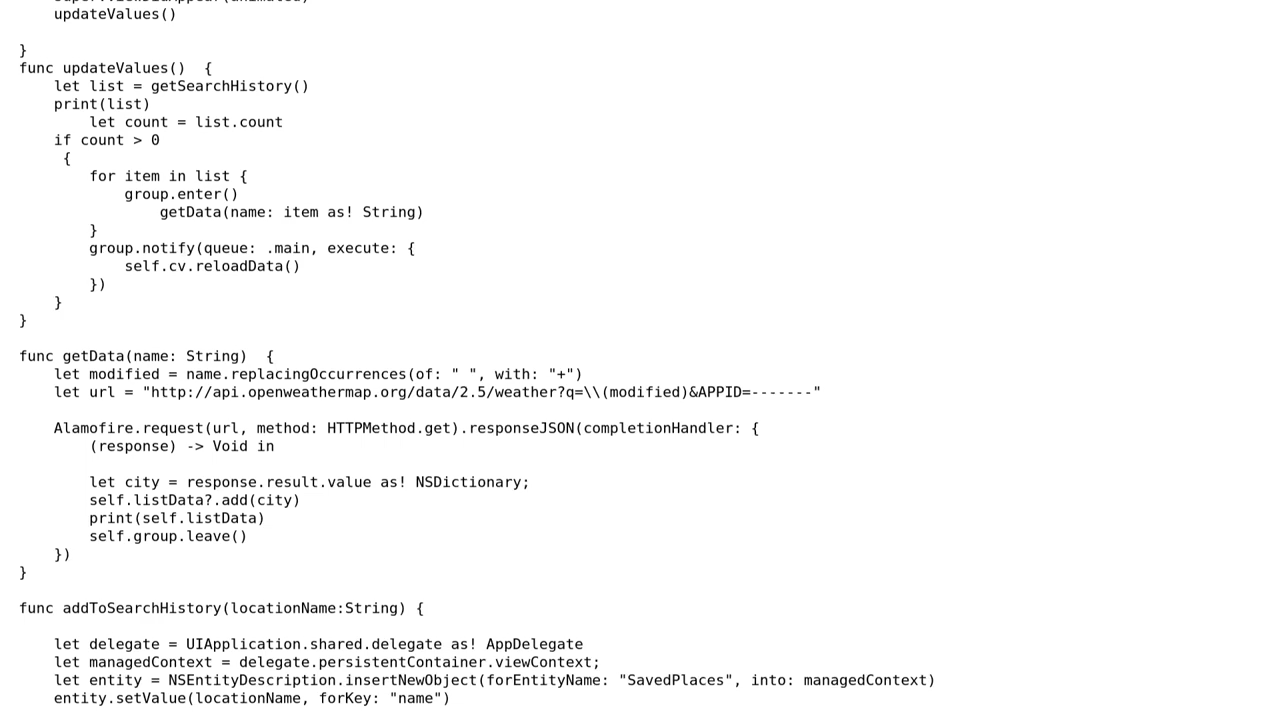 updateValues()

}
func updateValues()  {
    let list = getSearchHistory()
    print(list)
        let count = list.count
    if count > 0
     {
        for item in list {
            group.enter()
                getData(name: item as! String)
        }
        group.notify(queue: .main, execute: {
            self.cv.reloadData()
        })
    }
}

func getData(name: String)  {
    let modified = name.replacingOccurrences(of: " ", with: "+")
    let url = "http://api.openweathermap.org/data/2.5/weather?q=\\(modified)&APPID=-------"

    Alamofire.request(url, method: HTTPMethod.get).responseJSON(completionHandler: {
        (response) -> Void in

        let city = response.result.value as! NSDictionary;
        self.listData?.add(city)
        print(self.listData)
        self.group.leave()
    })
}

func addToSearchHistory(locationName:String) {

    let delegate = UIApplication.shared.delegate as! AppDelegate
    let managedContext = delegate.persistentContainer.viewContext;
    let entity = NSEntityDescription.insertNewObject(forEntityName: "SavedPlaces", into: managedContext)
    entity.setValue(locationName, forKey: "name")